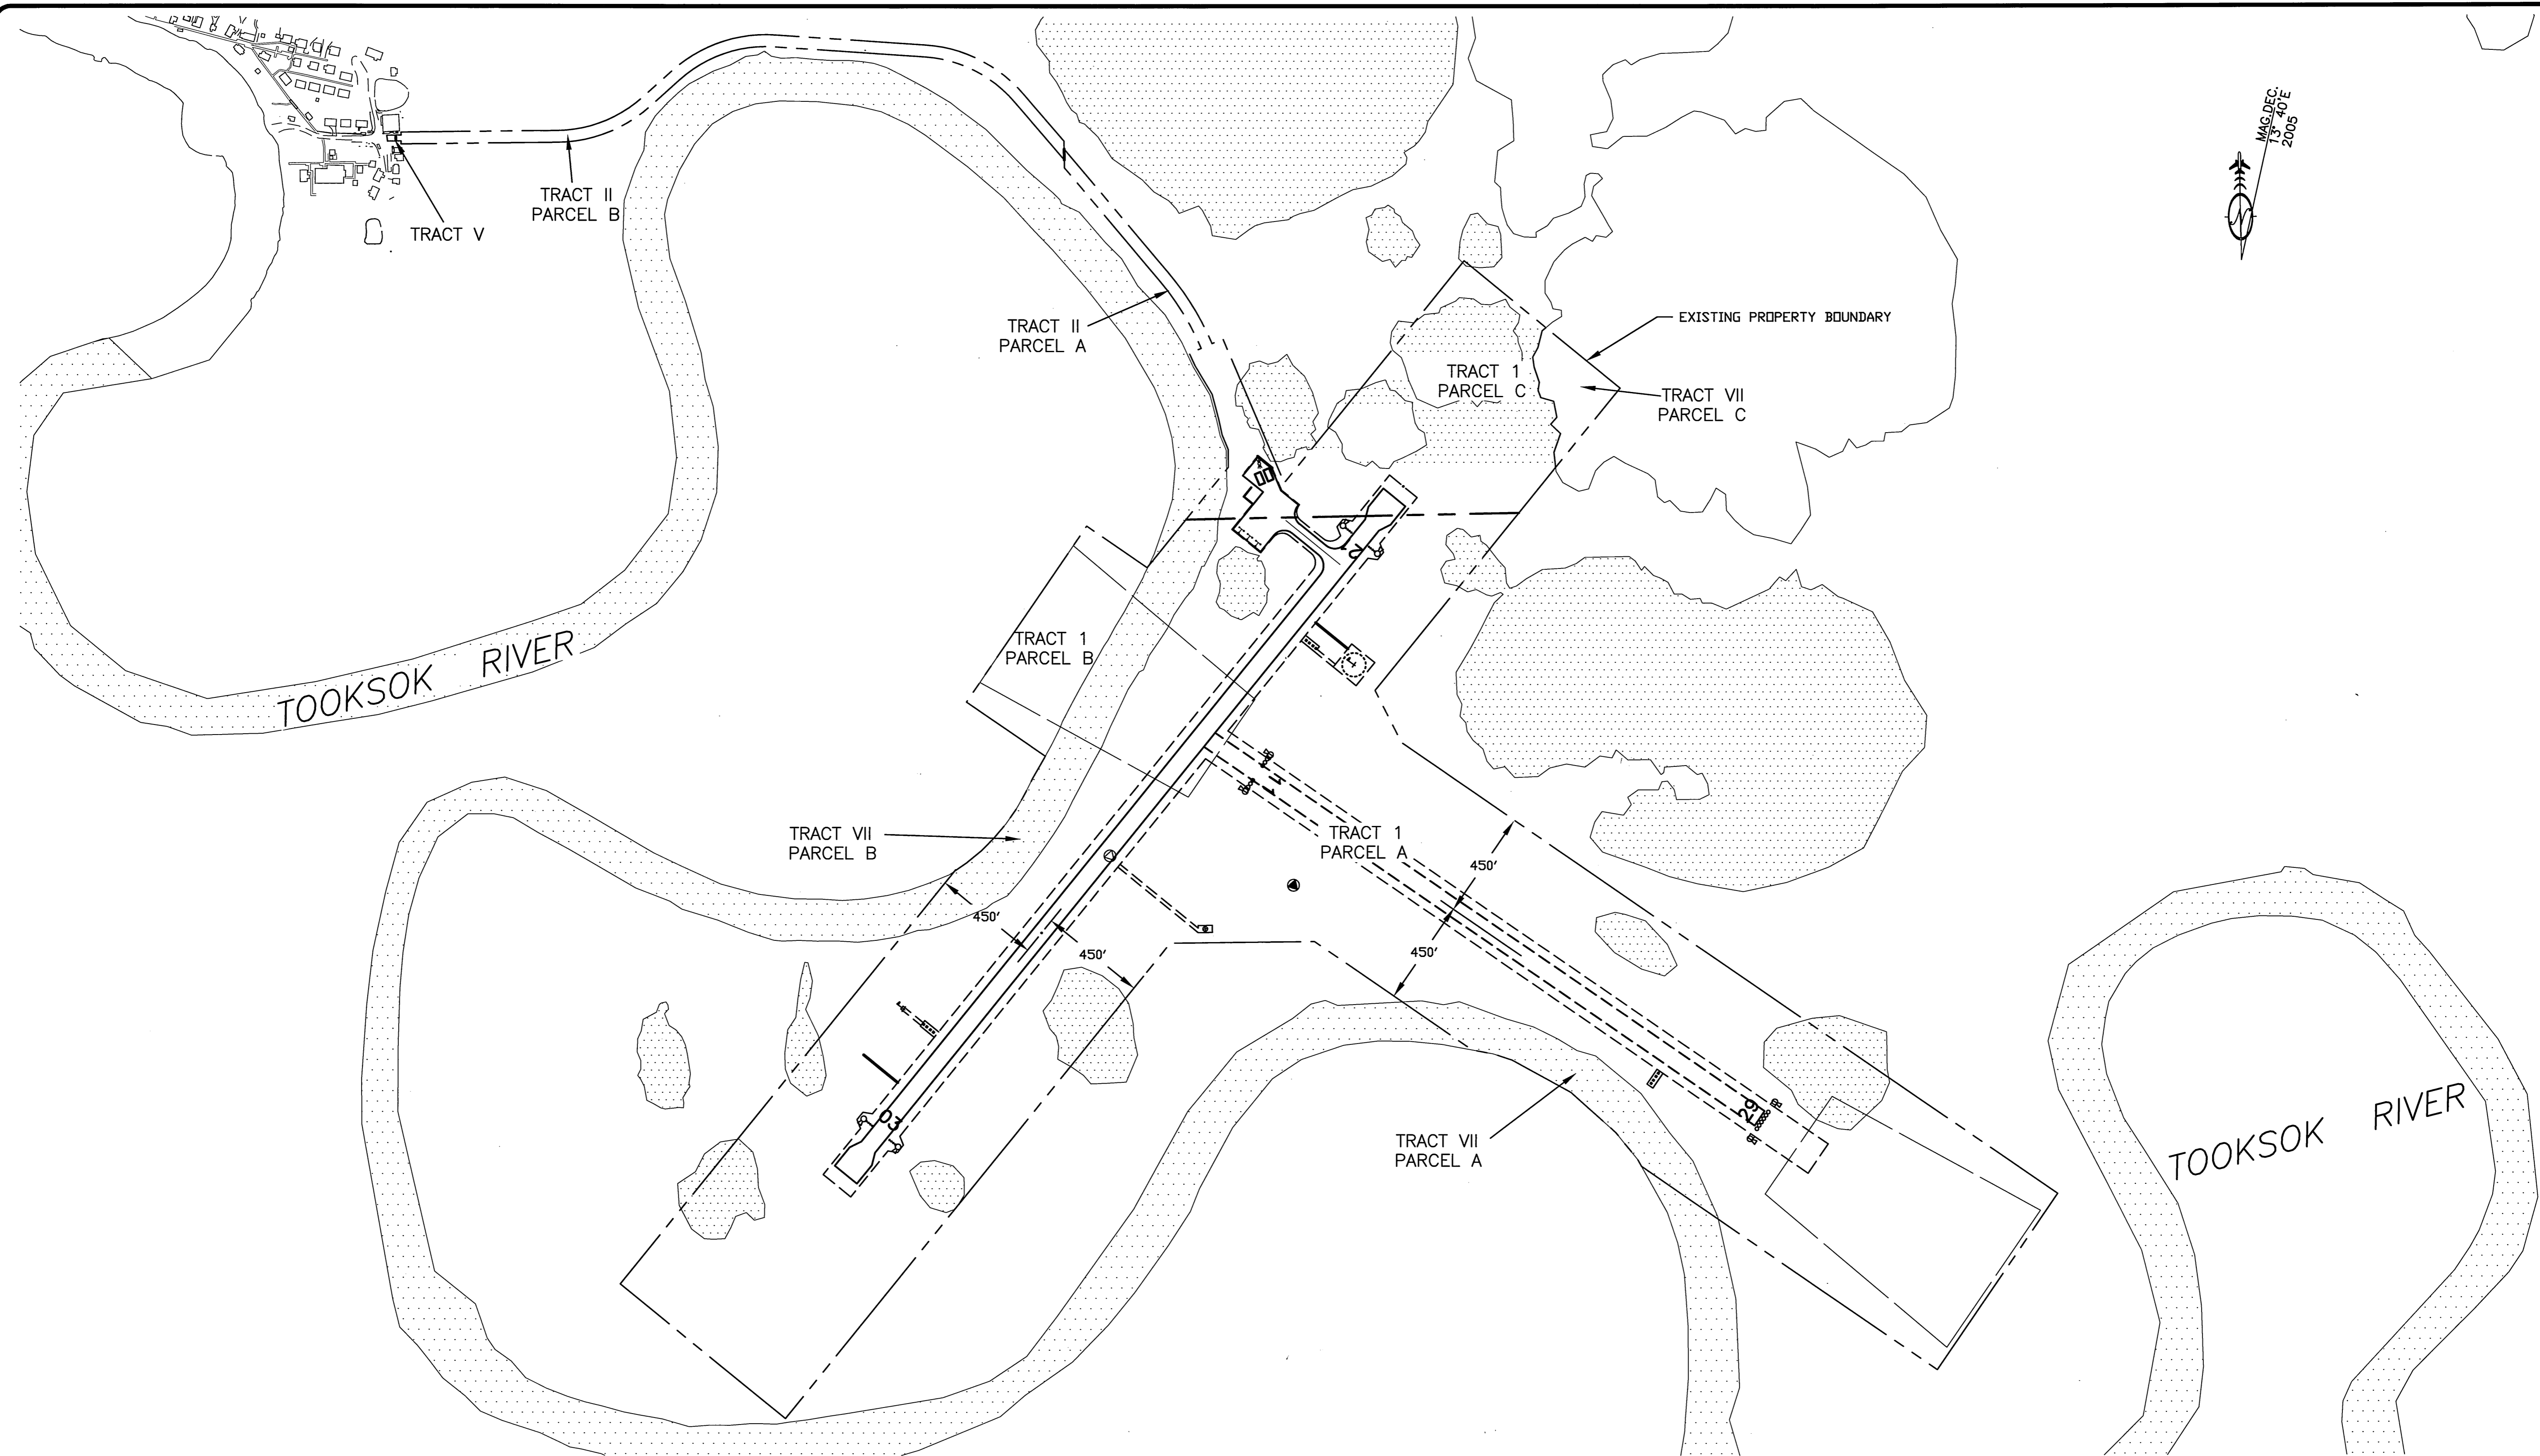 MAG.DEC.
13° 40'E
2005
N
TRACT II
PARCEL B
TRACT V
TRACT II
PARCEL A
EXISTING PROPERTY BOUNDARY
TRACT 1
PARCEL C
TRACT VII
PARCEL C
21
TRACT 1
PARCEL B
TOOKSOK RIVER
11
TRACT VII
PARCEL B
TRACT 1
PARCEL A
450'
450'
450'
450'
03
29
TRACT VII
PARCEL A
TOOKSOK RIVER